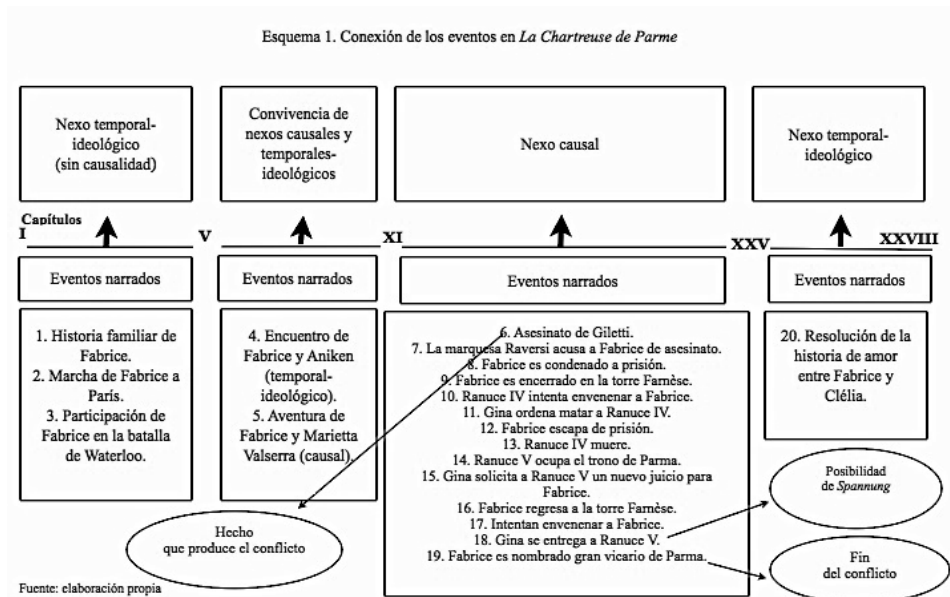 Esquema 1. Conexión de los eventos en La Chartreuse de Parme
Nexo temporal-
ideológico
(sin causalidad)
Convivencia de
nexos causales y
temporales-
ideológicos
Nexo causal
Nexo temporal-
ideológico
Capítulos
I
V
XI
XXV
XXVIII
Eventos narrados
Eventos narrados
Eventos narrados
Eventos narrados
1. Historia familiar de
Fabrice.
2. Marcha de Fabrice a
París.
3. Participación de
Fabrice en la batalla
de Waterloo.
4. Encuentro de
Fabrice y Aniken
(temporal-
ideológico).
5. Aventura de
Fabrice y Marietta
Valserra (causal).
6. Asesinato de Giletti.
7. La marquesa Raversi acusa a Fabrice de asesinato.
8. Fabrice es condenado a prisión.
9. Fabrice es encerrado en la torre Farnèse.
10. Ranuce IV intenta envenenar a Fabrice.
11. Gina ordena matar a Ranuce IV.
12. Fabrice escapa de prisión.
13. Ranuce IV muere.
14. Ranuce V ocupa el trono de Parma.
15. Gina solicita a Ranuce V un nuevo juicio para
Fabrice.
16. Fabrice regresa a la torre Farnèse.
17. Intentan envenenar a Fabrice.
18. Gina se entrega a Ranuce V.
19. Fabrice es nombrado gran vicario de Parma.
20. Resolución de la
historia de amor
entre Fabrice y
Clélia.
Posibilidad
de Spannung
Hecho
que produce el conflicto
Fin
del conflicto
Fuente: elaboración propia